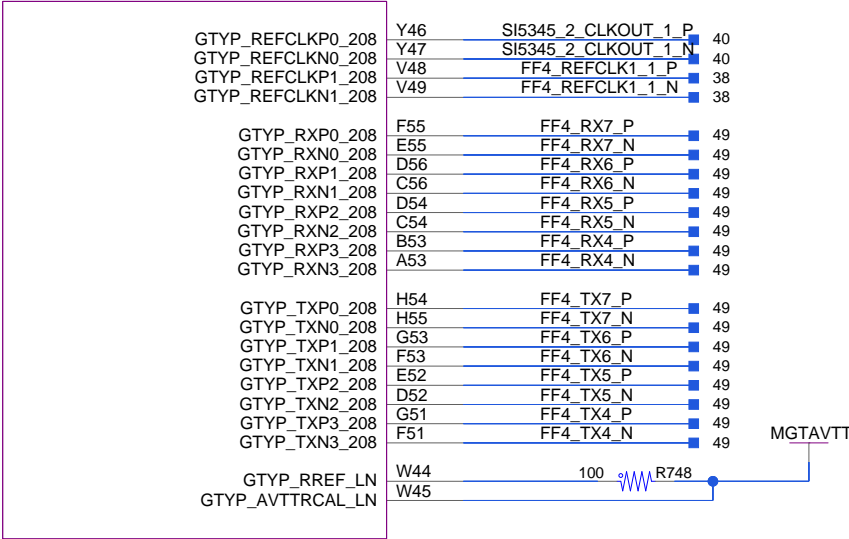 GTYP_REFCLKP0_208 Y46 SI5345_2_CLKOUT_1_P 40
GTYP_REFCLKN0_208 Y47 SI5345_2_CLKOUT_1_N 40
GTYP_REFCLKP1_208 V48 FF4_REFCLK1_1_P 38
GTYP_REFCLKN1_208 V49 FF4_REFCLK1_1_N 38
GTYP_RXP0_208 F55 FF4_RX7_P 49
GTYP_RXN0_208 E55 FF4_RX7_N 49
GTYP_RXP1_208 D56 FF4_RX6_P 49
GTYP_RXN1_208 C56 FF4_RX6_N 49
GTYP_RXP2_208 D54 FF4_RX5_P 49
GTYP_RXN2_208 C54 FF4_RX5_N 49
GTYP_RXP3_208 B53 FF4_RX4_P 49
GTYP_RXN3_208 A53 FF4_RX4_N 49
GTYP_TXP0_208 H54 FF4_TX7_P 49
GTYP_TXN0_208 H55 FF4_TX7_N 49
GTYP_TXP1_208 G53 FF4_TX6_P 49
GTYP_TXN1_208 F53 FF4_TX6_N 49
GTYP_TXP2_208 E52 FF4_TX5_P 49
GTYP_TXN2_208 D52 FF4_TX5_N 49
GTYP_TXP3_208 G51 FF4_TX4_P 49
GTYP_TXN3_208 F51 FF4_TX4_N 49
MGTAVTT
GTYP_RREF_LN W44 100 R748
GTYP_AVTTRCAL_LN W45